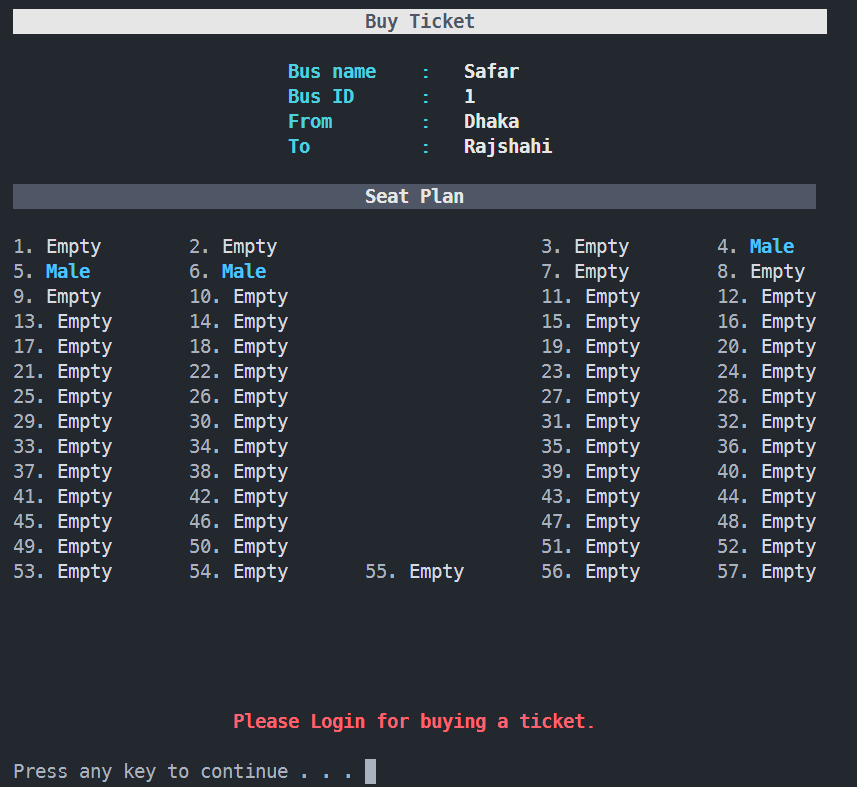 Buy Ticket
Bus name : Safar
Bus ID : 1
From : Dhaka
To : Rajshahi
Seat Plan
1. Empty 2. Empty 3. Empty 4. Male
5. Male 6. Male 7. Empty 8. Empty
9. Empty 10. Empty 11. Empty 12. Empty
13. Empty 14. Empty 15. Empty 16. Empty
17. Empty 18. Empty 19. Empty 20. Empty
21. Empty 22. Empty 23. Empty 24. Empty
25. Empty 26. Empty 27. Empty 28. Empty
29. Empty 30. Empty 31. Empty 32. Empty
33. Empty 34. Empty 35. Empty 36. Empty
37. Empty 38. Empty 39. Empty 40. Empty
41. Empty 42. Empty 43. Empty 44. Empty
45. Empty 46. Empty 47. Empty 48. Empty
49. Empty 50. Empty 51. Empty 52. Empty
53. Empty 54. Empty 55. Empty 56. Empty 57. Empty
Please Login for buying a ticket.
Press any key to continue . . .